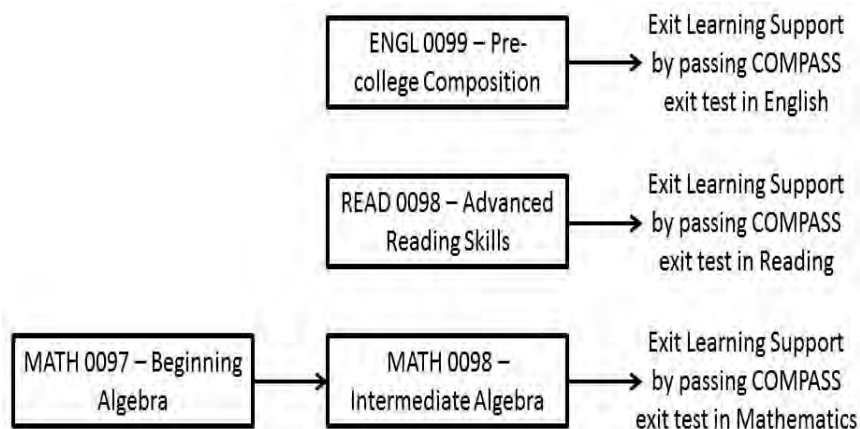 ENGL 0099 – Pre-
college Composition
Exit Learning Support
by passing COMPASS
exit test in English
READ 0098 – Advanced
Reading Skills
Exit Learning Support
by passing COMPASS
exit test in Reading
MATH 0097 – Beginning
Algebra
MATH 0098 –
Intermediate Algebra
Exit Learning Support
by passing COMPASS
exit test in Mathematics